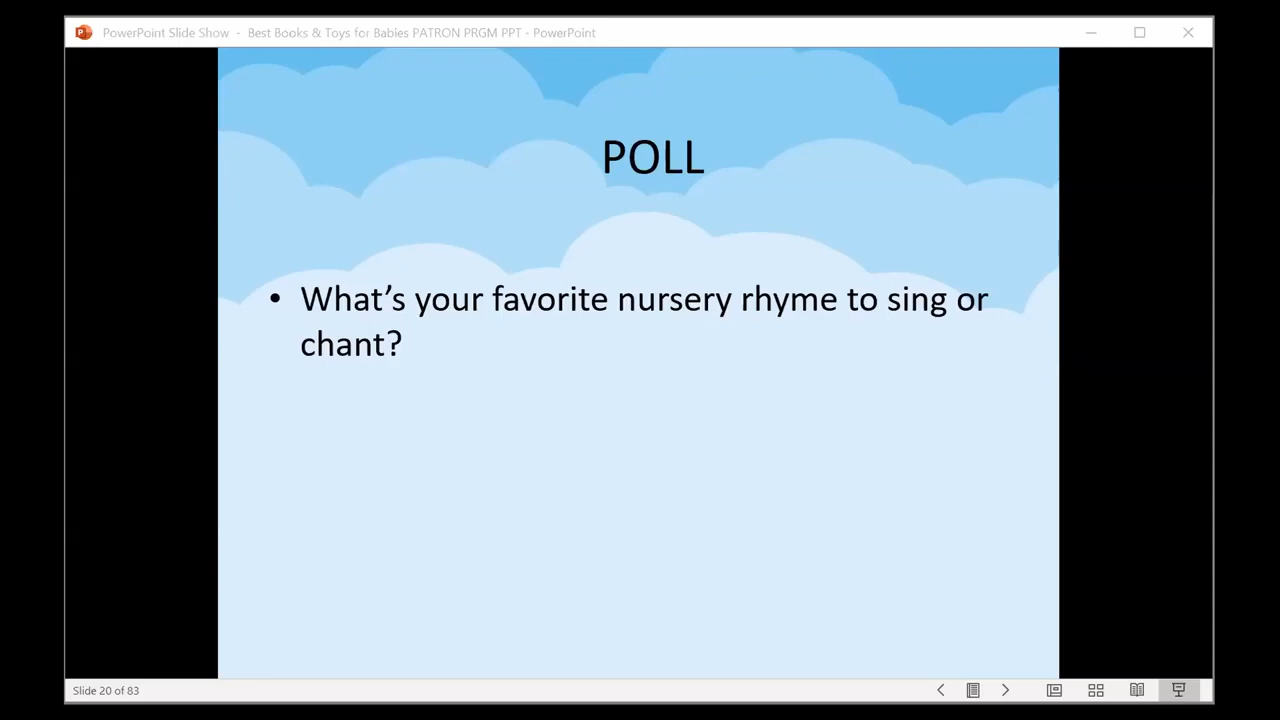 PowerPoint Slide Show - Best Books & Toys for Babies PATRON PRGM PPT - PowerPoint
POLL
• What’s your favorite nursery rhyme to sing or
chant?
Slide 20 of 83